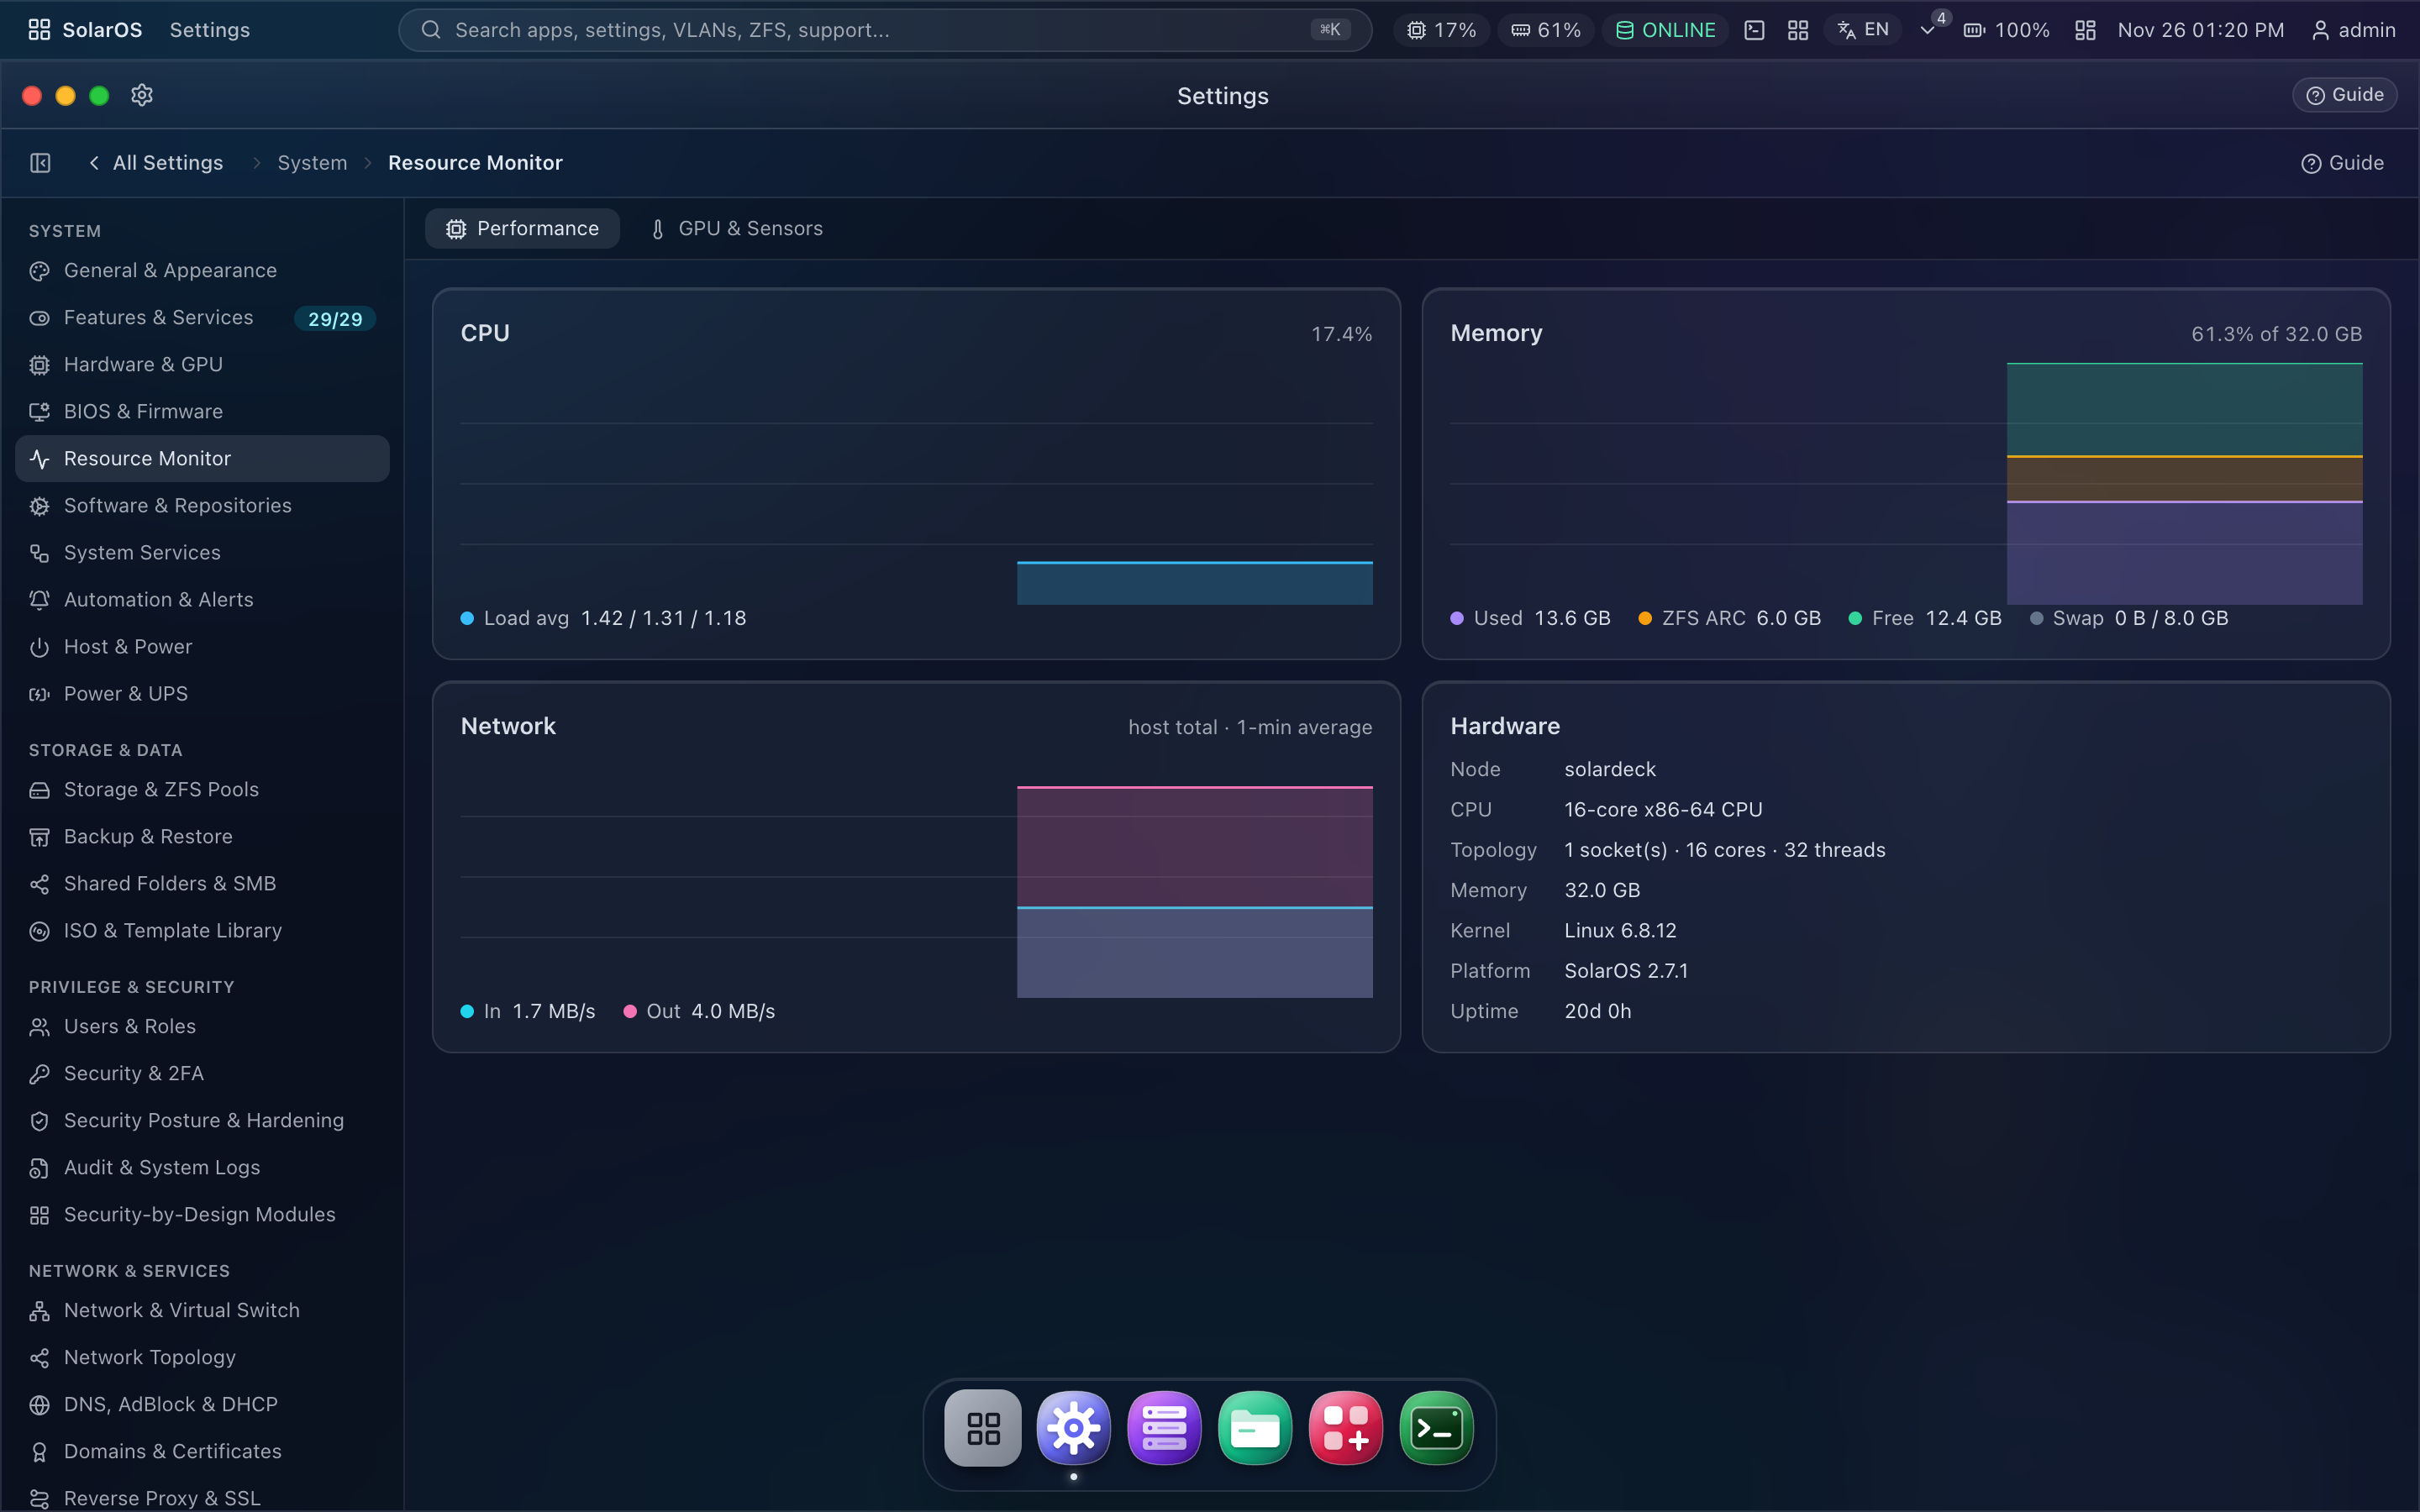 SolarOS Settings Search apps, settings, VLANs, ZFS, support... ⌘K 17% 61% ONLINE EN 4 100% Nov 26 01:20 PM admin
Settings Guide
All Settings System Resource Monitor Guide
SYSTEM
General & Appearance
Features & Services 29/29
Hardware & GPU
BIOS & Firmware
Resource Monitor
Software & Repositories
System Services
Automation & Alerts
Host & Power
Power & UPS
STORAGE & DATA
Storage & ZFS Pools
Backup & Restore
Shared Folders & SMB
ISO & Template Library
PRIVILEGE & SECURITY
Users & Roles
Security & 2FA
Security Posture & Hardening
Audit & System Logs
Security-by-Design Modules
NETWORK & SERVICES
Network & Virtual Switch
Network Topology
DNS, AdBlock & DHCP
Domains & Certificates
Reverse Proxy & SSL
Performance GPU & Sensors
CPU 17.4%
Load avg 1.42 / 1.31 / 1.18
Memory 61.3% of 32.0 GB
Used 13.6 GB ZFS ARC 6.0 GB Free 12.4 GB Swap 0 B / 8.0 GB
Network host total · 1-min average
In 1.7 MB/s Out 4.0 MB/s
Hardware
Node solardeck
CPU 16-core x86-64 CPU
Topology 1 socket(s) · 16 cores · 32 threads
Memory 32.0 GB
Kernel Linux 6.8.12
Platform SolarOS 2.7.1
Uptime 20d 0h